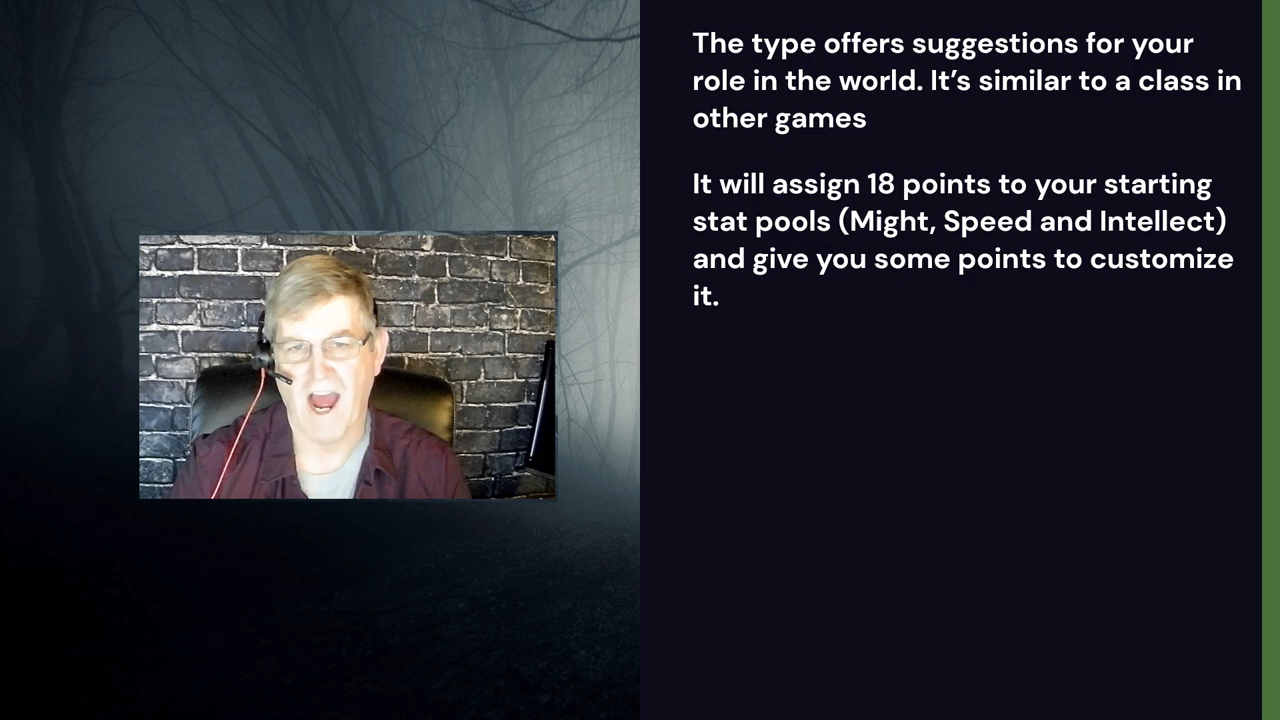 The type offers suggestions for your
role in the world. It’s similar to a class in
other games
It will assign 18 points to your starting
stat pools (Might, Speed and Intellect)
and give you some points to customize
it.